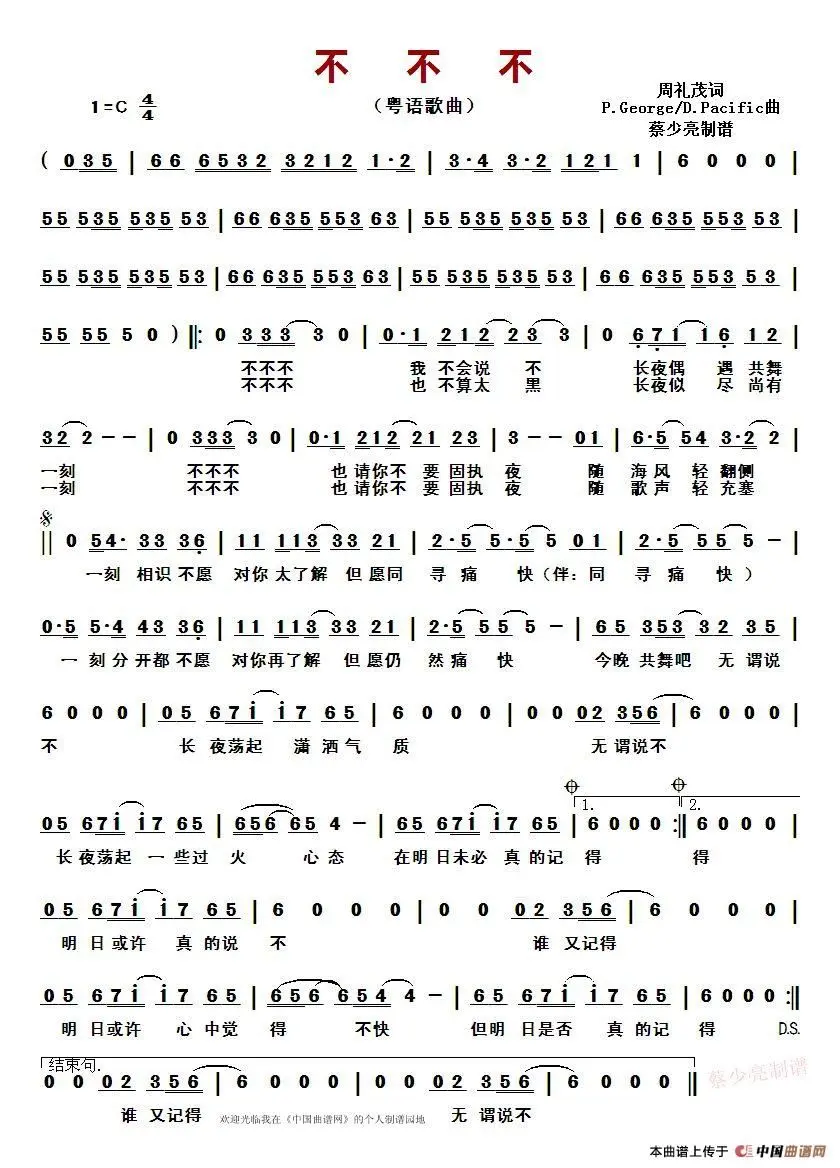 不 不 不
1=C 4/4
（粤语歌曲）
周礼茂词
P.George/D.Pacific曲
蔡少亮制谱
( 0 3 5 | 6 6 6 5 3 2 3 2 1 2 1·2 | 3·4 3·2 1 2 1 1 | 6 0 0 0 |
5 5 5 3 5 5 3 5 5 3 | 6 6 6 3 5 5 5 3 6 3 | 5 5 5 3 5 5 3 5 5 3 | 6 6 6 3 5 5 5 3 5 3 |
5 5 5 3 5 5 3 5 5 3 | 6 6 6 3 5 5 5 3 6 3 | 5 5 5 3 5 5 3 5 5 3 | 6 6 6 3 5 5 5 3 5 3 |
5 5 5 5 5 0 ) |: 0 3 3 3 3 0 | 0·1 2 1 2 2 3 3 | 0 6 7 1 1 6 1 2 |
不不不 我 不会说 不 长夜偶 遇 共舞
不不不 也 不算太 黑 长夜似 尽 尚有
3 2 2 - - | 0 3 3 3 3 0 | 0·1 2 1 2 2 1 2 3 | 3 - - 0 1 | 6·5 5 4 3·2 2 |
一刻 不不不 也请你不 要固执 夜 随 海风 轻翻侧
一刻 不不不 也请你不 要固执 夜 随 歌声 轻充塞
|| 0 5 4· 3 3 3 6 | 1 1 1 1 3 3 3 2 1 | 2·5 5·5 5 0 1 | 2·5 5 5 5 - |
一刻 相识 不愿 对你 太了解 但愿同 寻痛 快(伴:同 寻 痛 快)
0·5 5·4 4 3 3 6 | 1 1 1 1 3 3 3 2 1 | 2·5 5 5 5 - | 6 5 3 5 3 3 2 3 5 |
一刻分开都不愿 对你再了解 但愿仍 然痛 快 今晚 共舞吧 无谓说
6 0 0 0 | 0 5 6 7 1 1 7 6 5 | 6 0 0 0 | 0 0 0 2 3 5 6 | 6 0 0 0 |
不 长 夜荡起 潇 洒气 质 无谓说不
1. 2.
0 5 6 7 1 1 7 6 5 | 6 5 6 6 5 4 - | 6 5 6 7 1 1 7 6 5 | 6 0 0 0 :|| 6 0 0 0 |
长 夜荡起 一些过 火 心态 在明日未必 真的记 得 得
0 5 6 7 1 1 7 6 5 | 6 0 0 0 | 0 0 0 2 3 5 6 | 6 0 0 0 |
明日或许 真的说 不 谁 又记得
0 5 6 7 1 1 7 6 5 | 6 5 6 6 5 4 4 - | 6 5 6 7 1 1 7 6 5 | 6 0 0 0 :||
明日或许 心中觉 得 不快 但明日是否 真的记 得 D.S.
结束句.
0 0 0 2 3 5 6 | 6 0 0 0 | 0 0 0 2 3 5 6 | 6 0 0 0 ||
蔡少亮制谱
谁 又记得 欢迎光临我在《中国曲谱网》的个人制谱园地 无谓说不
本曲谱上传于 中国曲谱网